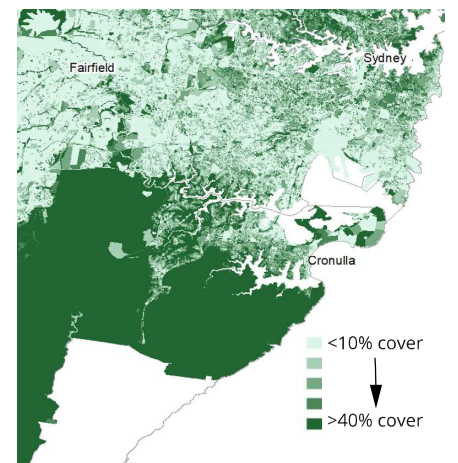 Sydney
Fairfield
Cronulla
<10% cover
>40% cover